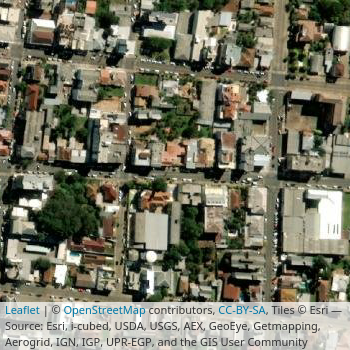 Leaflet | © OpenStreetMap contributors, CC-BY-SA, Tiles © Esri —
Source: Esri, i-cubed, USDA, USGS, AEX, GeoEye, Getmapping,
Aerogrid, IGN, IGP, UPR-EGP, and the GIS User Community